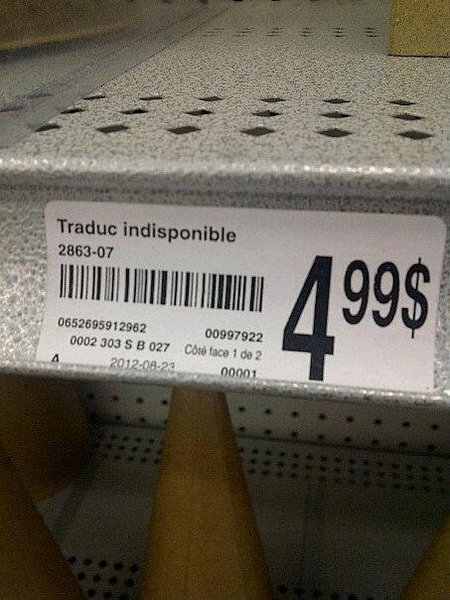 Traduc indisponible
2863-07
4 99$
0652695912962 00997922
0002 303 S B 027 Côté face 1 de 2
A 2012-08-23 00001